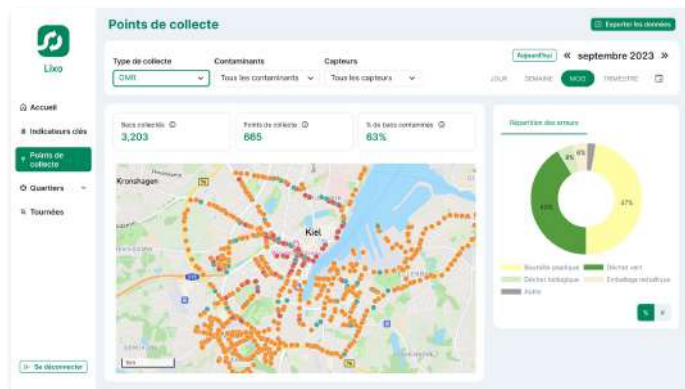 Lixo
Accueil
Indicateurs clés
Points de
collecte
Quartiers
Tournées
Se déconnecter
Points de collecte
Exporter les données
Type de collecte
OMR
Contaminants
Tous les contaminants
Capteurs
Tous les capteurs
Aujourd'hui « septembre 2023 »
JOUR SEMAINE MOIS TRIMESTRE
Bacs collectés
3,203
Points de collecte
665
% de bacs contaminés
63%
Kronshagen
Kiel
Répartition des erreurs
6%
47%
Bouteille plastique Déchet vert
Déchet biologique Emballage métallique
Autre
% #